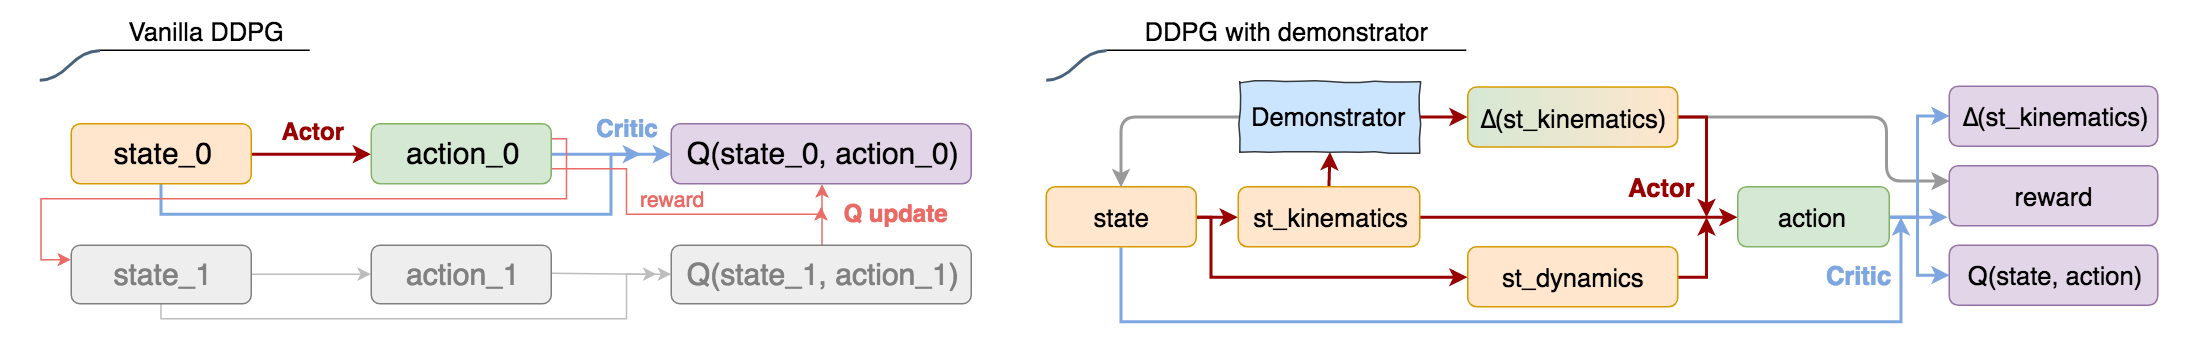 Vanilla DDPG
state_0
Actor
action_0
Critic
Q(state_0, action_0)
reward
Q update
state_1
action_1
Q(state_1, action_1)
DDPG with demonstrator
Demonstrator
Δ(st_kinematics)
Δ(st_kinematics)
Actor
reward
state
st_kinematics
action
st_dynamics
Critic
Q(state, action)